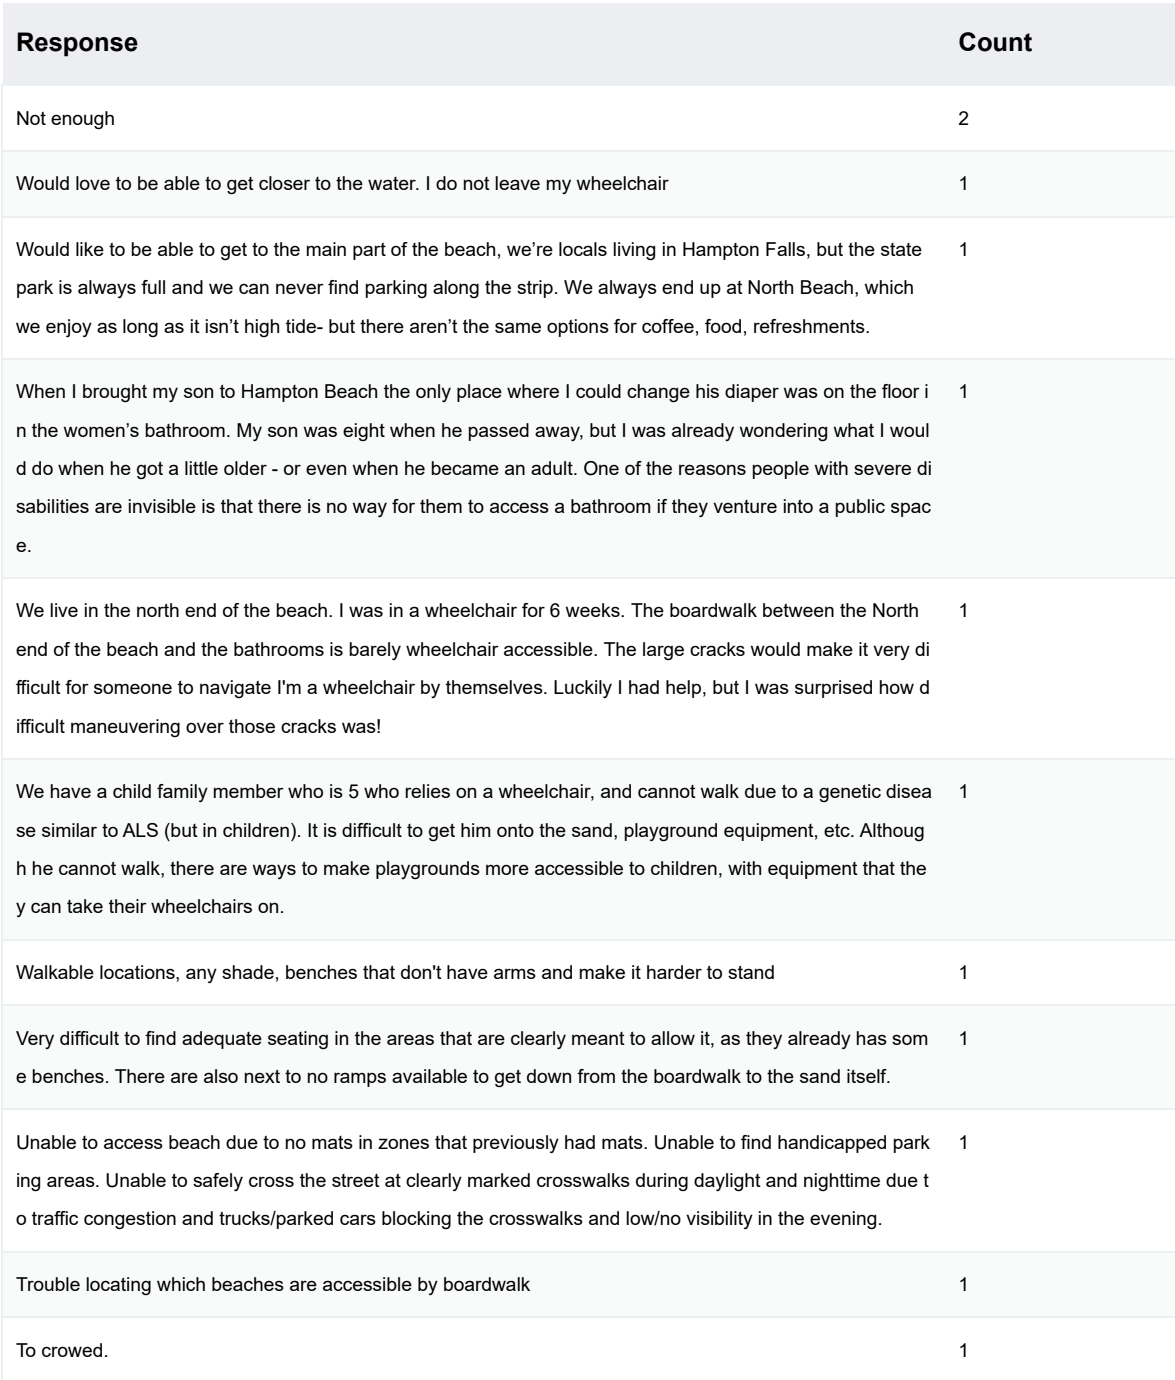 Response Count
Not enough 2
Would love to be able to get closer to the water. I do not leave my wheelchair 1
Would like to be able to get to the main part of the beach, we’re locals living in Hampton Falls, but the state 1
park is always full and we can never find parking along the strip. We always end up at North Beach, which
we enjoy as long as it isn’t high tide- but there aren’t the same options for coffee, food, refreshments.
When I brought my son to Hampton Beach the only place where I could change his diaper was on the floor i 1
n the women’s bathroom. My son was eight when he passed away, but I was already wondering what I woul
d do when he got a little older - or even when he became an adult. One of the reasons people with severe di
sabilities are invisible is that there is no way for them to access a bathroom if they venture into a public spac
e.
We live in the north end of the beach. I was in a wheelchair for 6 weeks. The boardwalk between the North 1
end of the beach and the bathrooms is barely wheelchair accessible. The large cracks would make it very di
fficult for someone to navigate I'm a wheelchair by themselves. Luckily I had help, but I was surprised how d
ifficult maneuvering over those cracks was!
We have a child family member who is 5 who relies on a wheelchair, and cannot walk due to a genetic disea 1
se similar to ALS (but in children). It is difficult to get him onto the sand, playground equipment, etc. Althoug
h he cannot walk, there are ways to make playgrounds more accessible to children, with equipment that the
y can take their wheelchairs on.
Walkable locations, any shade, benches that don't have arms and make it harder to stand 1
Very difficult to find adequate seating in the areas that are clearly meant to allow it, as they already has som 1
e benches. There are also next to no ramps available to get down from the boardwalk to the sand itself.
Unable to access beach due to no mats in zones that previously had mats. Unable to find handicapped park 1
ing areas. Unable to safely cross the street at clearly marked crosswalks during daylight and nighttime due t
o traffic congestion and trucks/parked cars blocking the crosswalks and low/no visibility in the evening.
Trouble locating which beaches are accessible by boardwalk 1
To crowed. 1